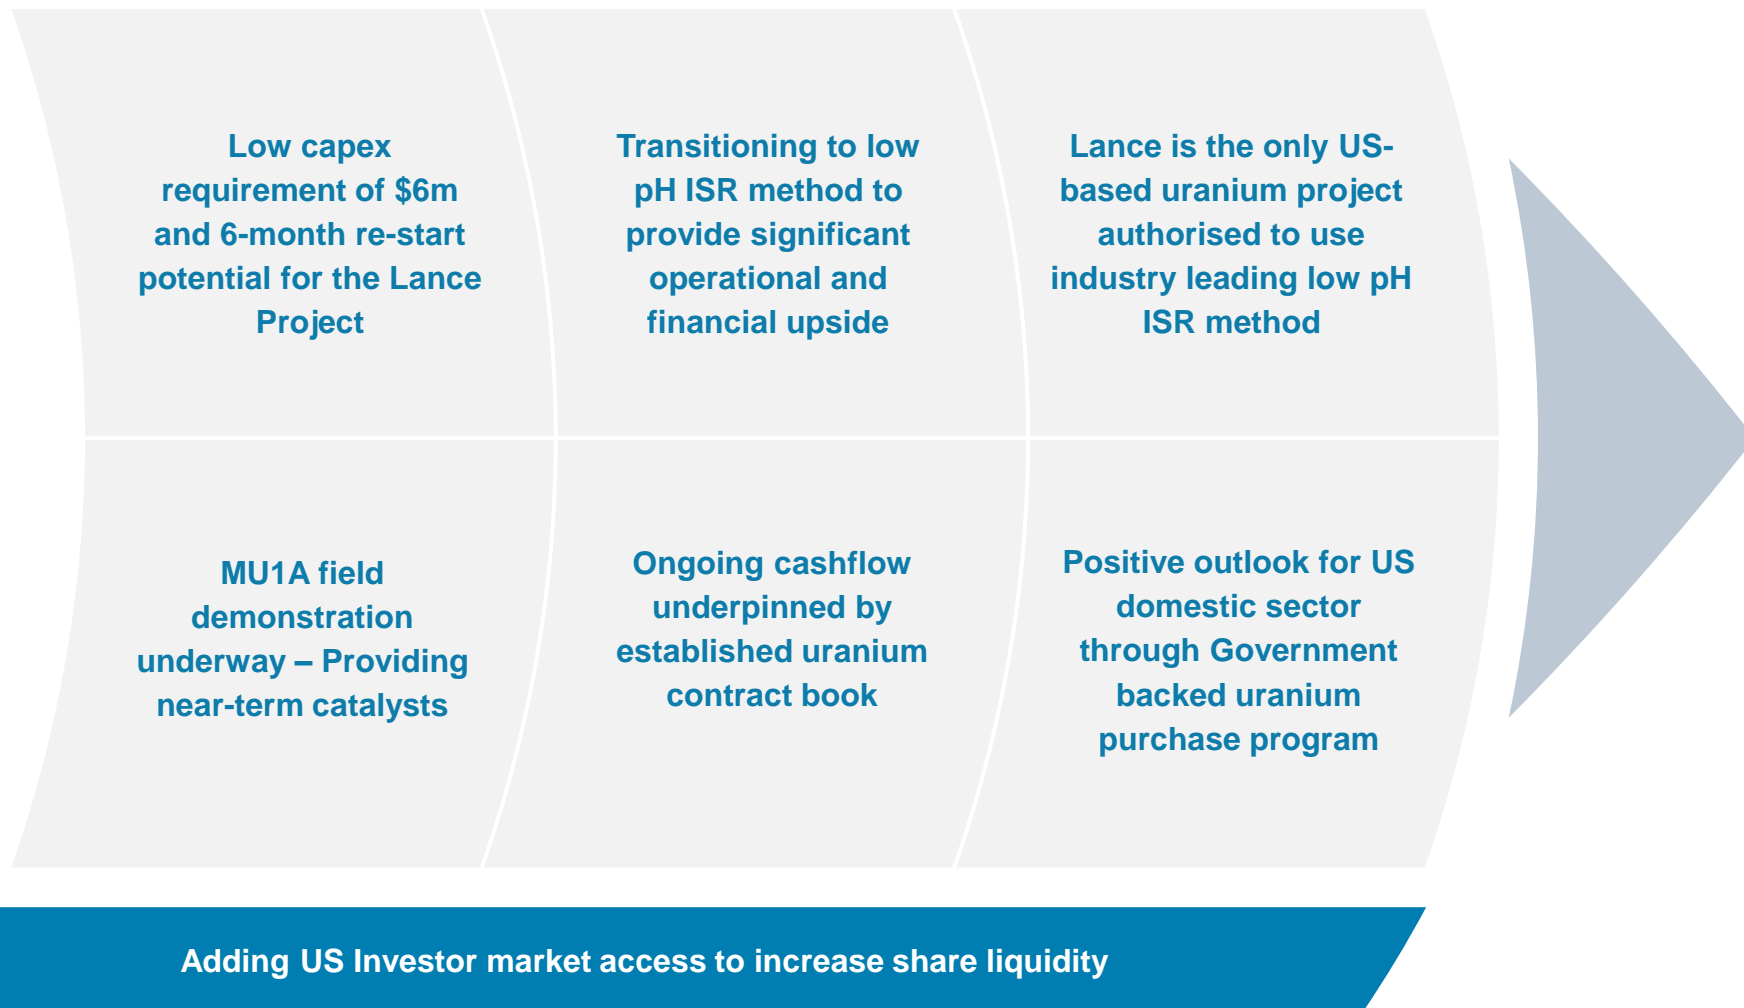 Low capex
requirement of $6m
and 6-month re-start
potential for the Lance
Project
Transitioning to low
pH ISR method to
provide significant
operational and
financial upside
Lance is the only US-
based uranium project
authorised to use
industry leading low pH
ISR method
MU1A field
demonstration
underway – Providing
near-term catalysts
Ongoing cashflow
underpinned by
established uranium
contract book
Positive outlook for US
domestic sector
through Government
backed uranium
purchase program
Adding US Investor market access to increase share liquidity